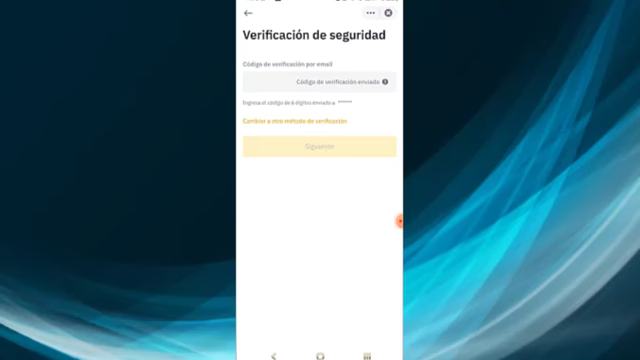 Verificación de seguridad
Código de verificación por email
Código de verificación enviado
Ingresa el código de 6 dígitos enviado a ******
Cambiar a otro método de verificación
Siguiente